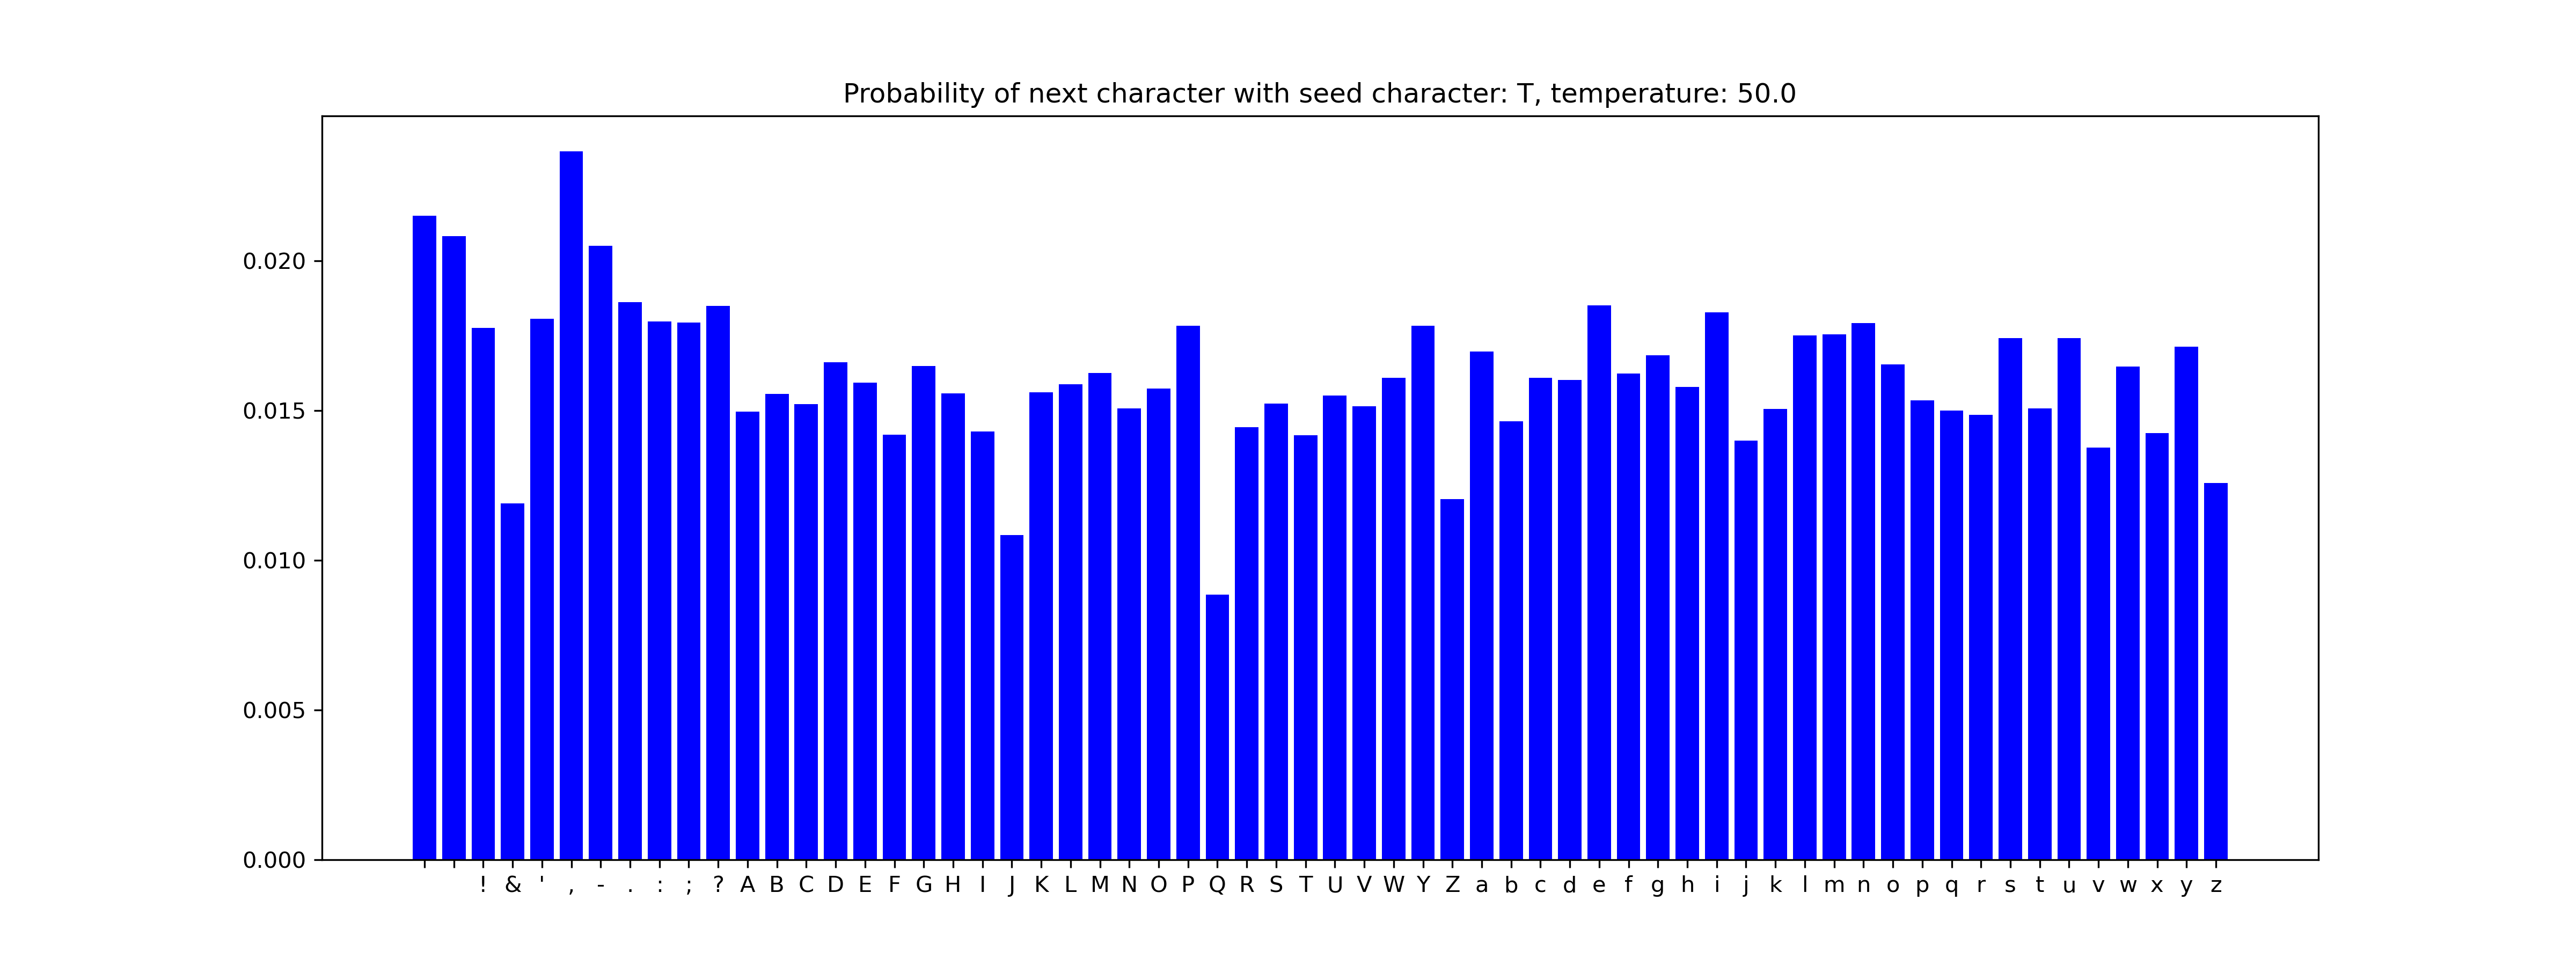 Probability of next character with seed character: T, temperature: 50.0
0.020
0.015
0.010
0.005
0.000
! & ' , - . : ; ? A B C D E F G H I J K L M N O P Q R S T U V W Y Z a b c d e f g h i j k l m n o p q r s t u v w x y z